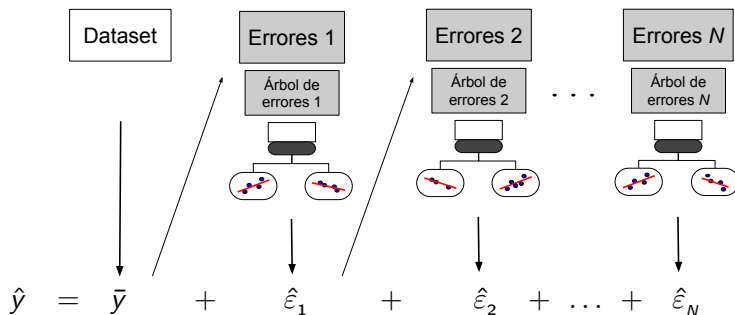 Dataset
Errores 1
Errores 2
Errores N
Árbol de
errores 1
Árbol de
errores 2
. . .
Árbol de
errores N
ŷ = ȳ + ε̂₁ + ε̂₂ + ... + ε̂_N